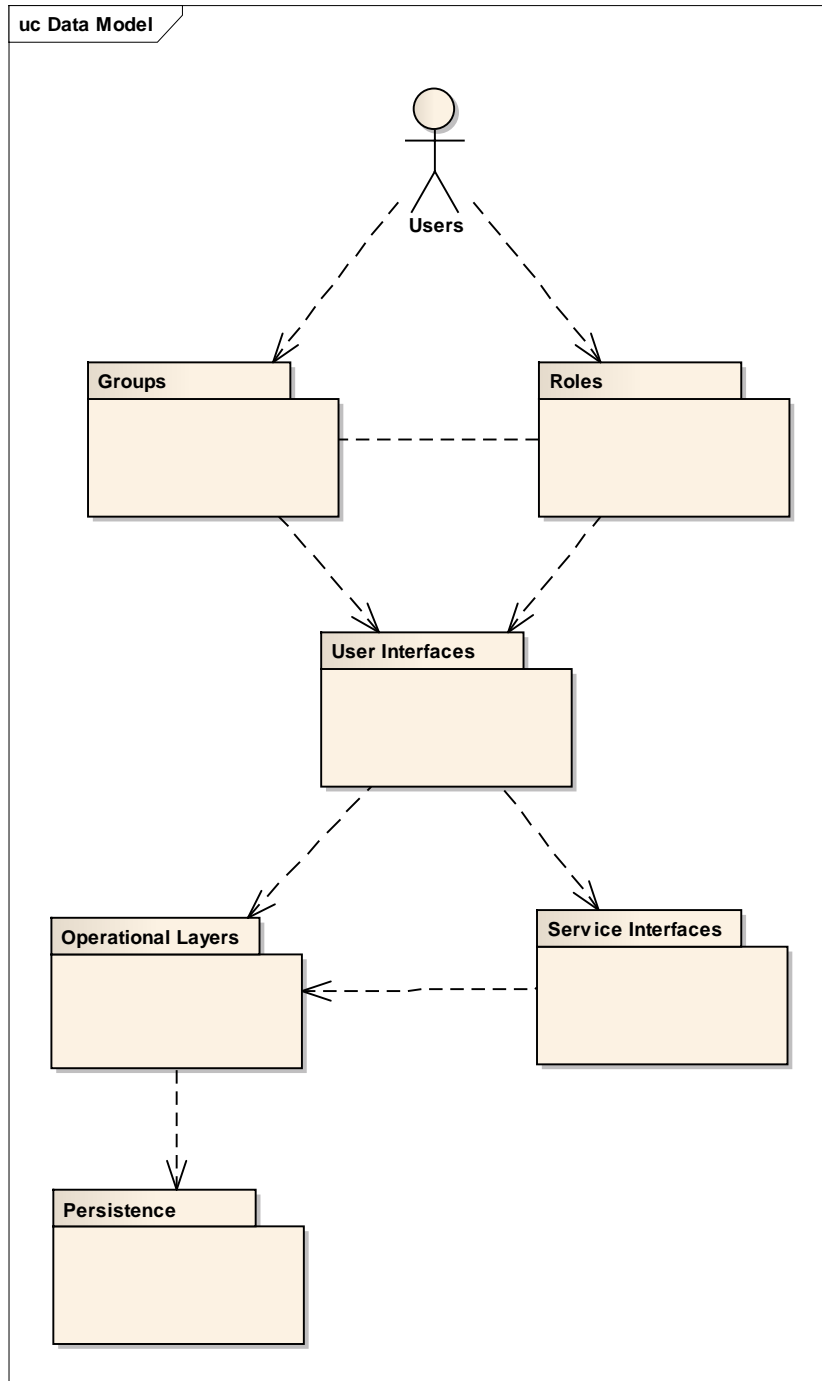 uc Data Model
Users
Groups
Roles
User Interfaces
Operational Layers
Service Interfaces
Persistence